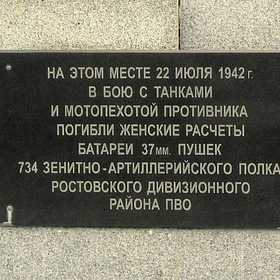 НА ЭТОМ МЕСТЕ 22 ИЮЛЯ 1942 г.
В БОЮ С ТАНКАМИ
И МОТОПЕХОТОЙ ПРОТИВНИКА
ПОГИБЛИ ЖЕНСКИЕ РАСЧЕТЫ
БАТАРЕИ 37мм. ПУШЕК
734 ЗЕНИТНО-АРТИЛЛЕРИЙСКОГО ПОЛКА
РОСТОВСКОГО ДИВИЗИОННОГО
РАЙОНА ПВО